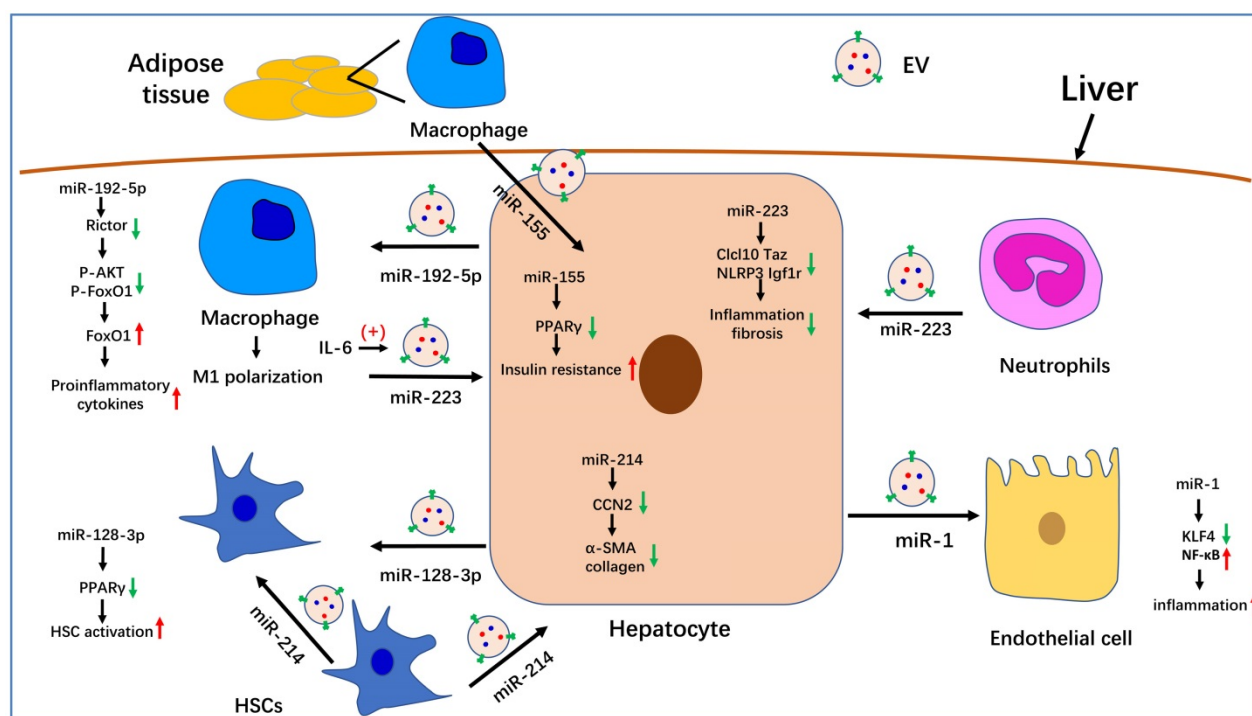 Adipose
tissue
Macrophage
EV
Liver
miR-192-5p
Rictor
P-AKT
P-FoxO1
FoxO1
Proinflammatory
cytokines
Macrophage
M1 polarization
miR-192-5p
IL-6
(+)
miR-223
miR-155
miR-155
PPARγ
Insulin resistance
miR-223
Clcl10 Taz
NLRP3 Igf1r
Inflammation
fibrosis
miR-223
Neutrophils
miR-128-3p
PPARγ
HSC activation
miR-128-3p
miR-214
HSCs
miR-214
miR-214
CCN2
α-SMA
collagen
Hepatocyte
miR-1
Endothelial cell
miR-1
KLF4
NF-κB
inflammation